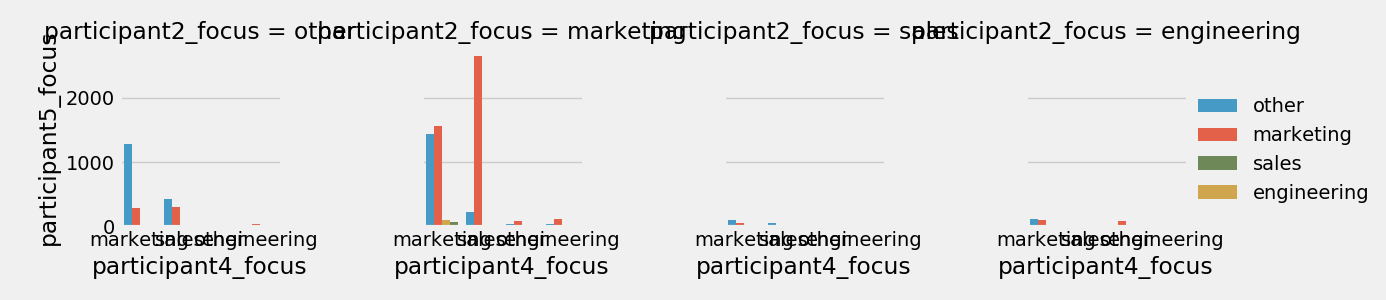 participant2_focus = other
participant2_focus = marketing
participant2_focus = sales
participant2_focus = engineering
participant5_focus
2000
1000
0
marketing sales other engineering
participant4_focus
marketing sales other engineering
participant4_focus
marketing sales other engineering
participant4_focus
marketing sales other engineering
participant4_focus
other
marketing
sales
engineering